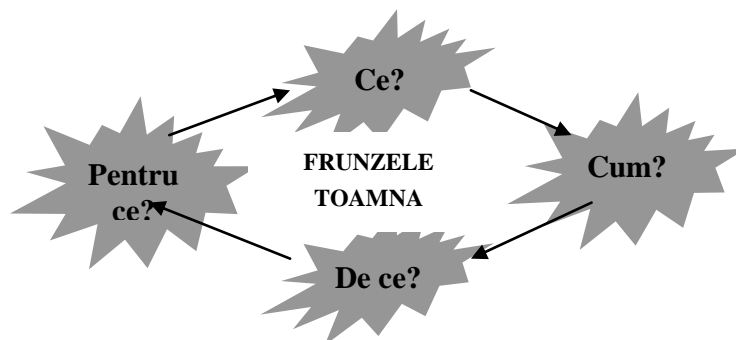 Ce?
Cum?
De ce?
Pentru
ce?
FRUNZELE
TOAMNA